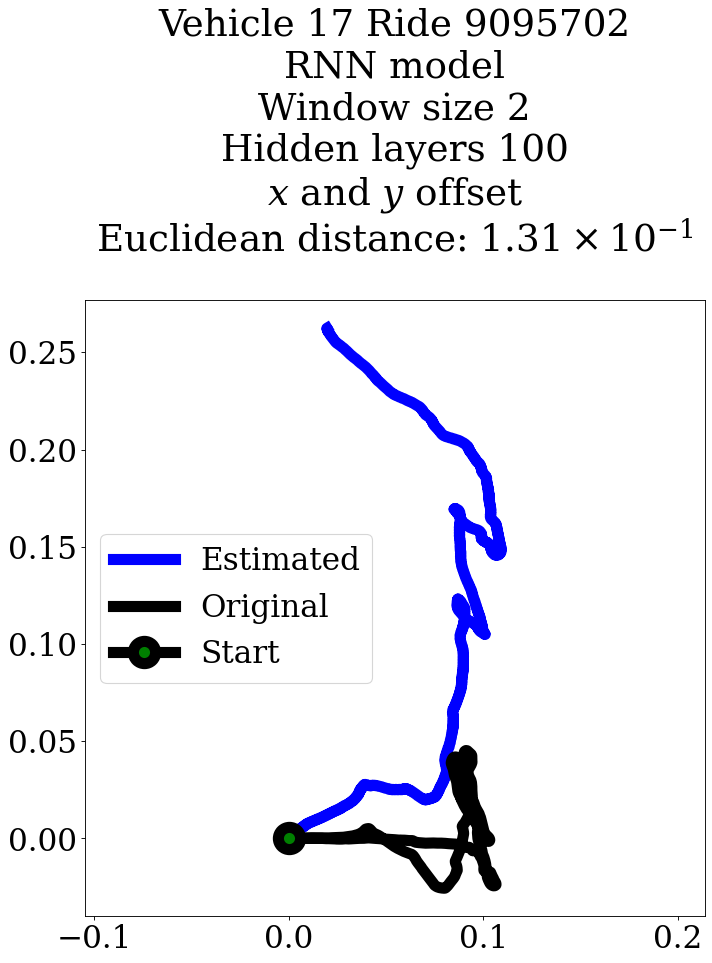 Vehicle 17 Ride 9095702
RNN model
Window size 2
Hidden layers 100
x and y offset
Euclidean distance: 1.31 × 10⁻¹
0.25
0.20
0.15
0.10
0.05
0.00
Estimated
Original
Start
−0.1 0.0 0.1 0.2